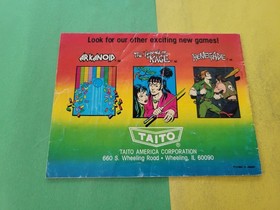 Look for our other exciting new games!
ARKANOID
The Legend of KAGE
RENEGADE
TAITO
TAITO AMERICA CORPORATION
660 S. Wheeling Road • Wheeling, IL 60090